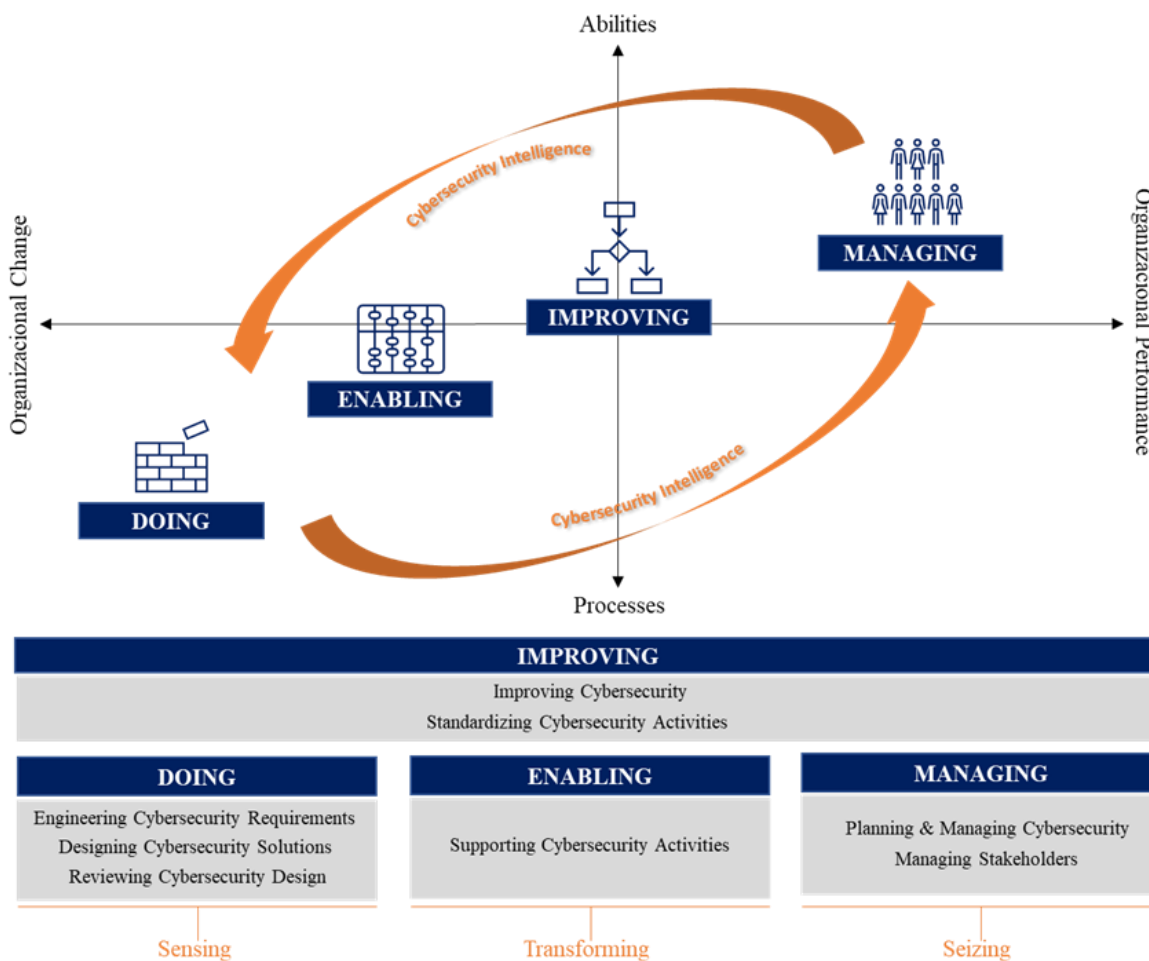 Abilities
Cybersecurity Intelligence
MANAGING
Organizacional Change
Organizacional Performance
IMPROVING
ENABLING
DOING
Cybersecurity Intelligence
Processes
IMPROVING
Improving Cybersecurity
Standardizing Cybersecurity Activities
DOING
Engineering Cybersecurity Requirements
Designing Cybersecurity Solutions
Reviewing Cybersecurity Design
Sensing
ENABLING
Supporting Cybersecurity Activities
Transforming
MANAGING
Planning & Managing Cybersecurity
Managing Stakeholders
Seizing